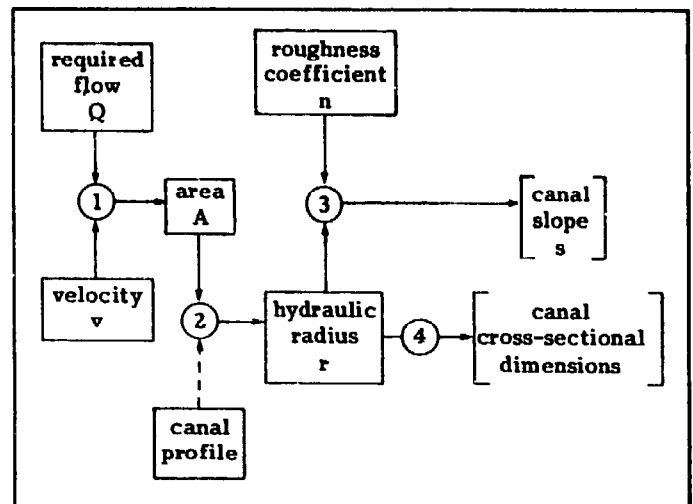 required
flow
Q
roughness
coefficient
n
1
area
A
3
canal
slope
s
velocity
v
2
hydraulic
radius
r
4
canal
cross-sectional
dimensions
canal
profile